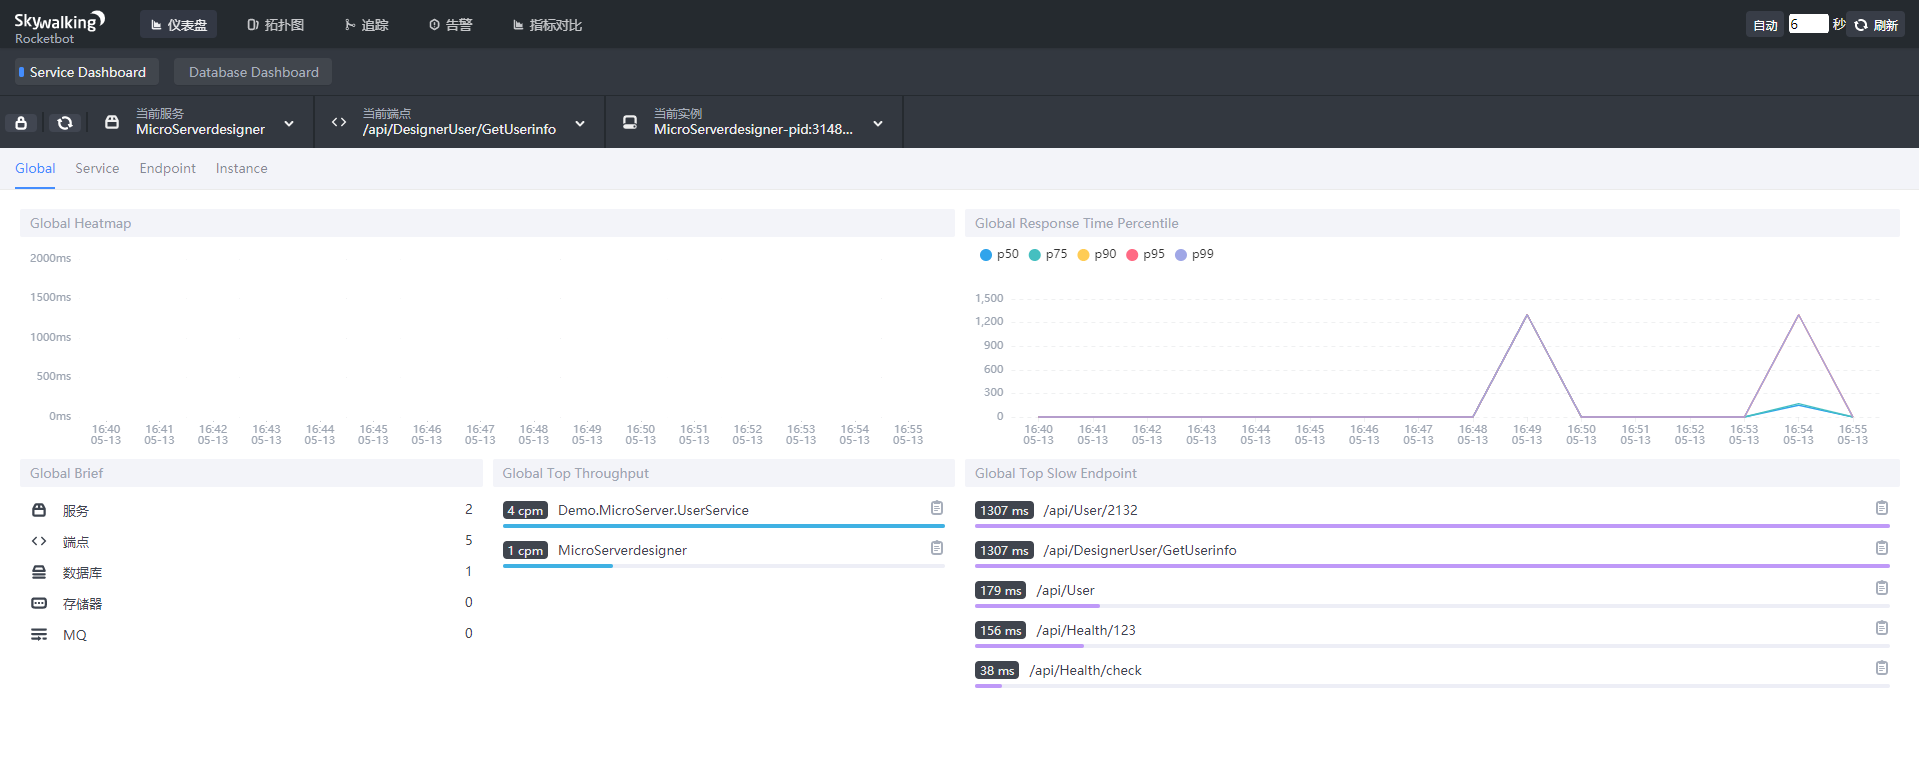 Skywalking
Rocketbot
仪表盘
拓扑图
追踪
告警
指标对比
自动
6
秒
刷新
Service Dashboard
Database Dashboard
当前服务
MicroServerdesigner
当前端点
/api/DesignerUser/GetUserinfo
当前实例
MicroServerdesigner-pid:3148...
Global
Service
Endpoint
Instance
Global Heatmap
2000ms
1500ms
1000ms
500ms
0ms
16:40 16:41 16:42 16:43 16:44 16:45 16:46 16:47 16:48 16:49 16:50 16:51 16:52 16:53 16:54 16:55
05-13 05-13 05-13 05-13 05-13 05-13 05-13 05-13 05-13 05-13 05-13 05-13 05-13 05-13 05-13 05-13
Global Response Time Percentile
p50 p75 p90 p95 p99
1,500
1,200
900
600
300
0
16:40 16:41 16:42 16:43 16:44 16:45 16:46 16:47 16:48 16:49 16:50 16:51 16:52 16:53 16:54 16:55
05-13 05-13 05-13 05-13 05-13 05-13 05-13 05-13 05-13 05-13 05-13 05-13 05-13 05-13 05-13 05-13
Global Brief
服务 2
端点 5
数据库 1
存储器 0
MQ 0
Global Top Throughput
4 cpm Demo.MicroServer.UserService
1 cpm MicroServerdesigner
Global Top Slow Endpoint
1307 ms /api/User/2132
1307 ms /api/DesignerUser/GetUserinfo
179 ms /api/User
156 ms /api/Health/123
38 ms /api/Health/check